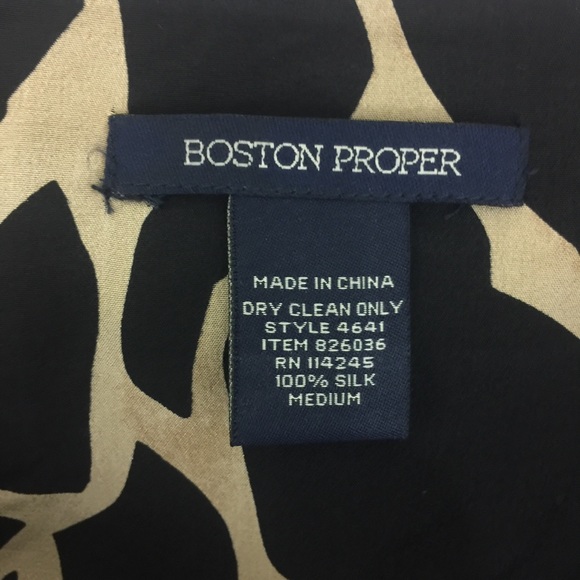 BOSTON PROPER
MADE IN CHINA
DRY CLEAN ONLY
STYLE 4641
ITEM 826036
RN 114245
100% SILK
MEDIUM